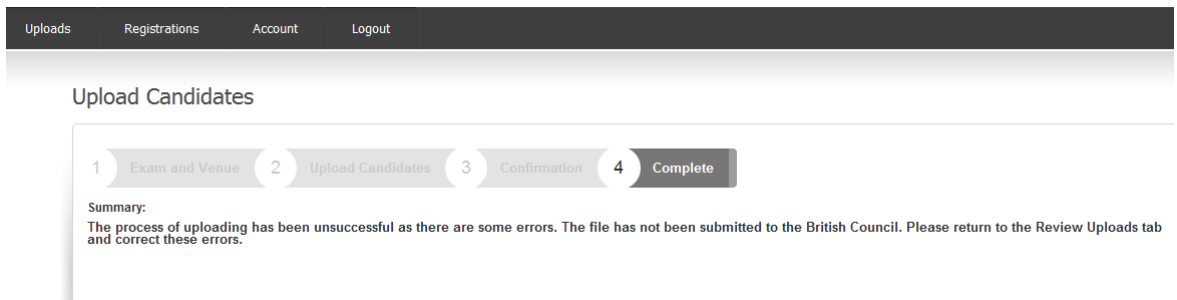 Uploads Registrations Account Logout
Upload Candidates
1 Exam and Venue 2 Upload Candidates 3 Confirmation 4 Complete
Summary:
The process of uploading has been unsuccessful as there are some errors. The file has not been submitted to the British Council. Please return to the Review Uploads tab
and correct these errors.